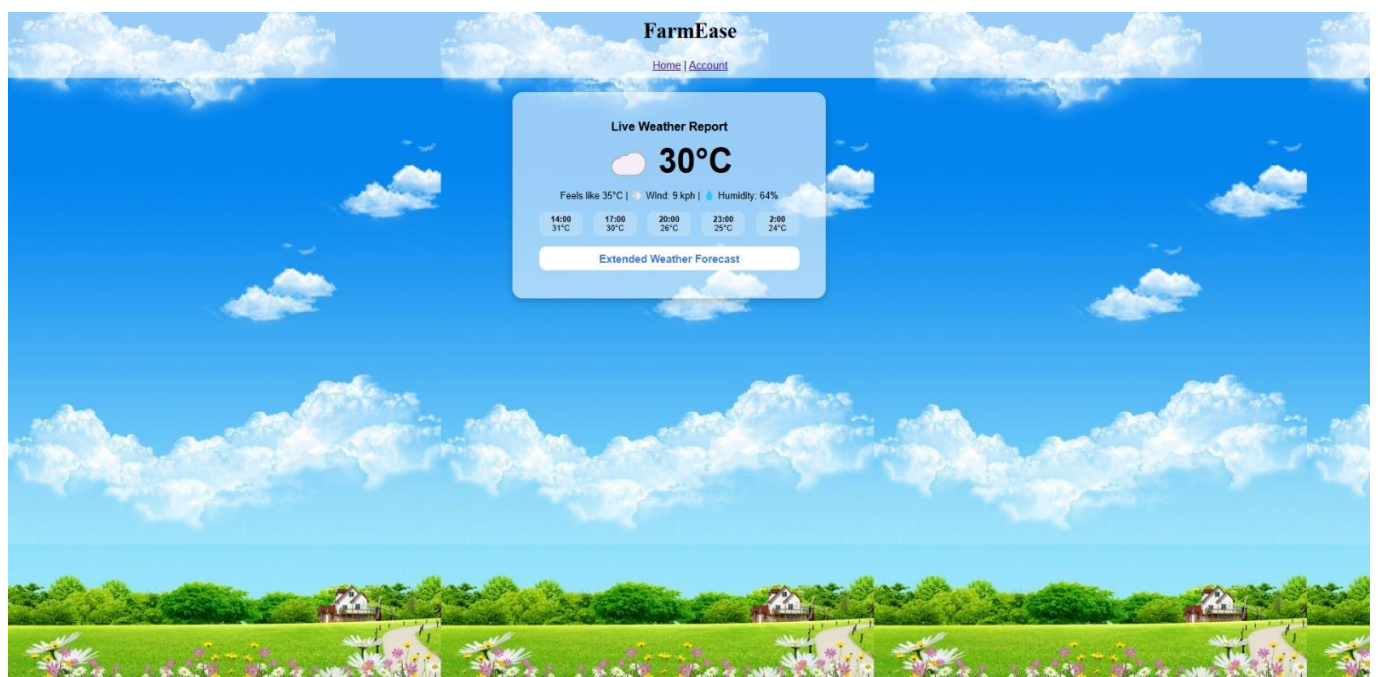 FarmEase
Home | Account
Live Weather Report
30°C
Feels like 35°C | Wind: 9 kph | Humidity: 64%
14:00 17:00 20:00 23:00 2:00
31°C 30°C 26°C 25°C 24°C
Extended Weather Forecast